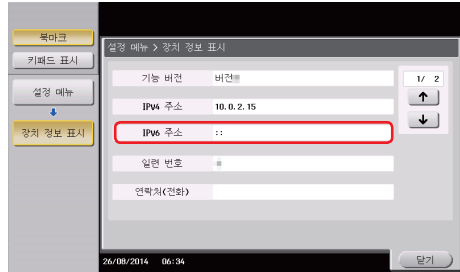 북마크
키패드 표시
설정 메뉴
장치 정보 표시
설정 메뉴 > 장치 정보 표시
기능 버전 버전
1/ 2
IPv4 주소 10.0.2.15
IPv6 주소 ::
일련 번호
연락처(전화)
26/08/2014 06:34
닫기